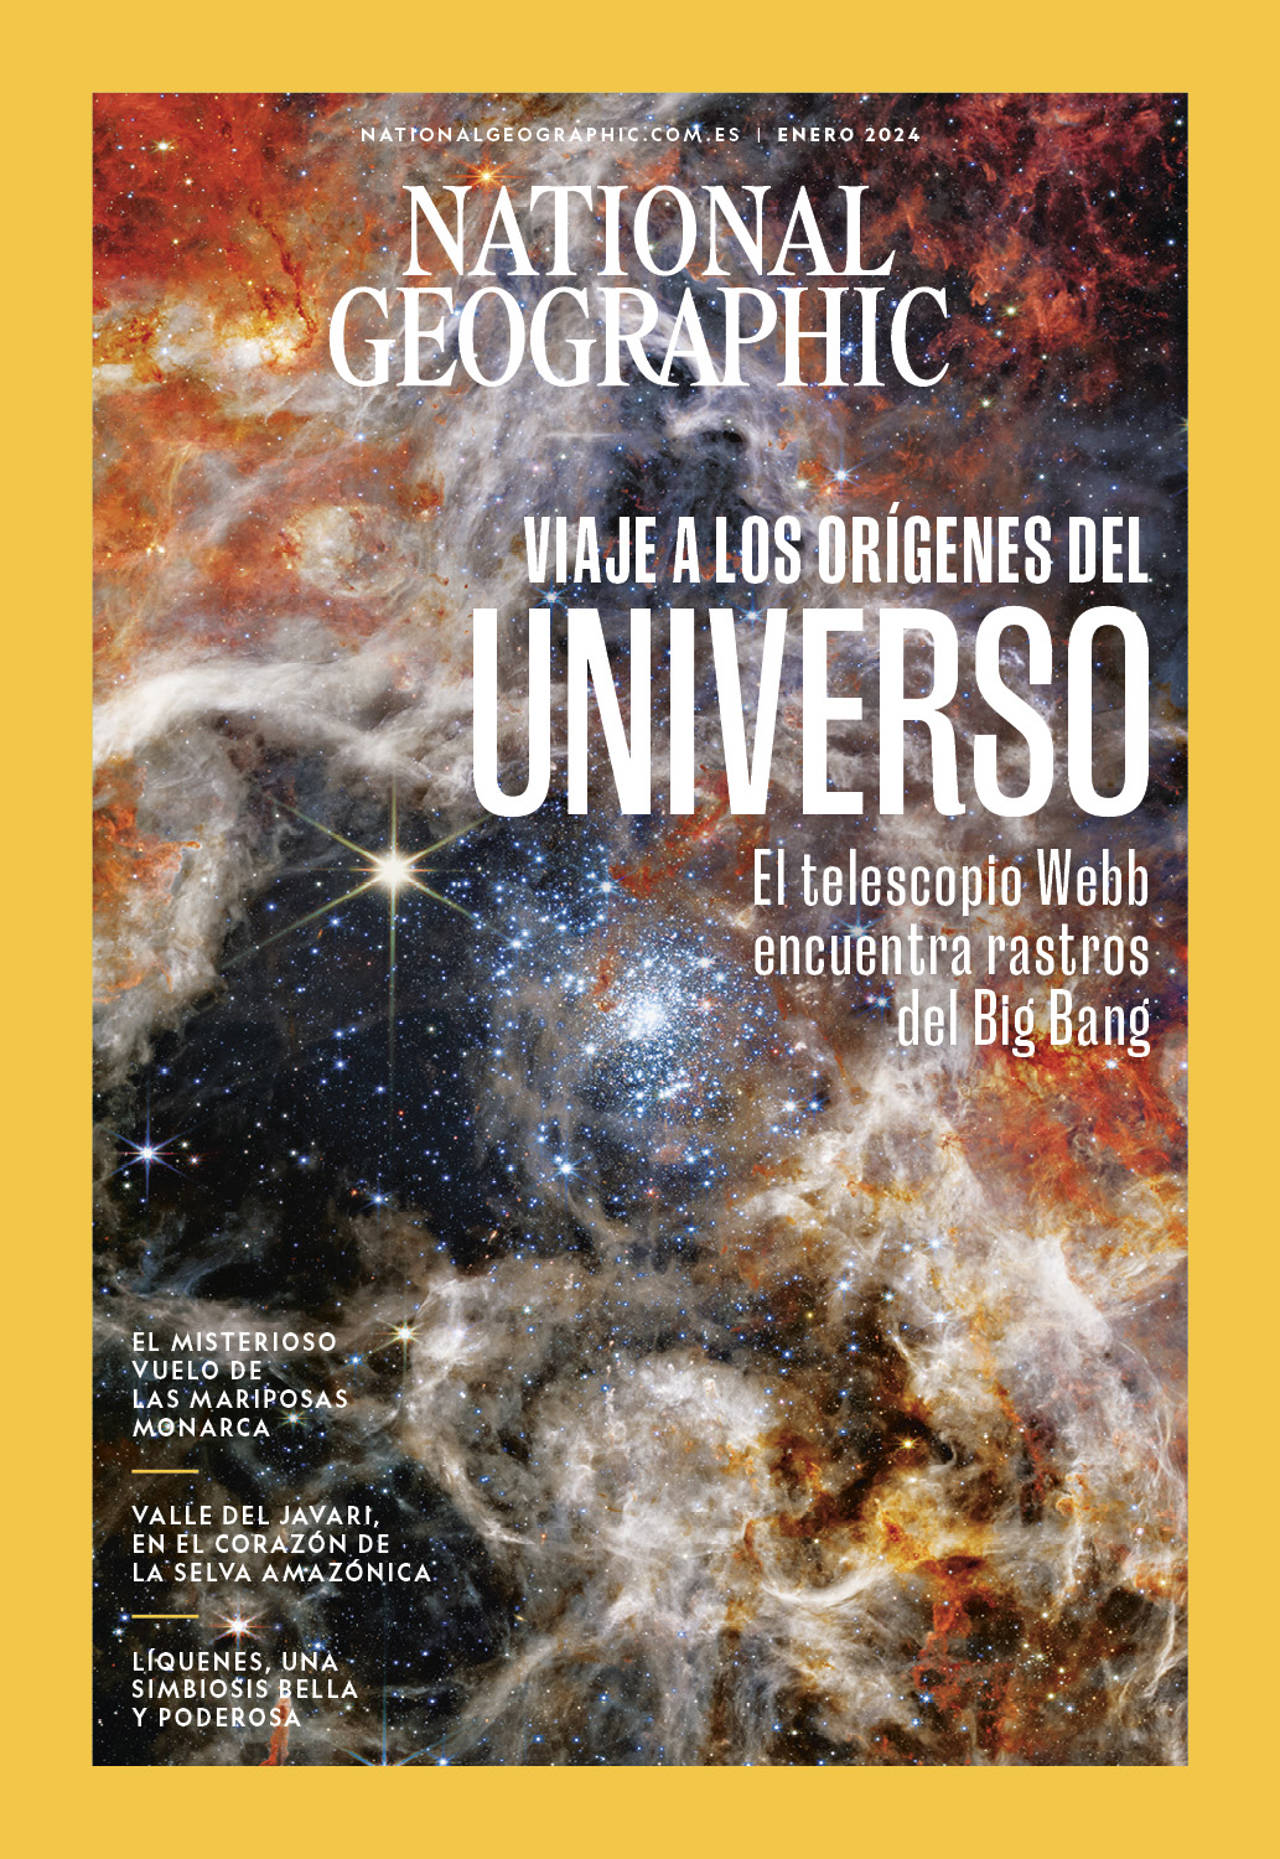 NATIONALGEOGRAPHIC.COM.ES | ENERO 2024
NATIONAL
GEOGRAPHIC
VIAJE A LOS ORÍGENES DEL
UNIVERSO
El telescopio Webb
encuentra rastros
del Big Bang
EL MISTERIOSO
VUELO DE
LAS MARIPOSAS
MONARCA
VALLE DEL JAVARI,
EN EL CORAZÓN DE
LA SELVA AMAZÓNICA
LÍQUENES, UNA
SIMBIOSIS BELLA
Y PODEROSA